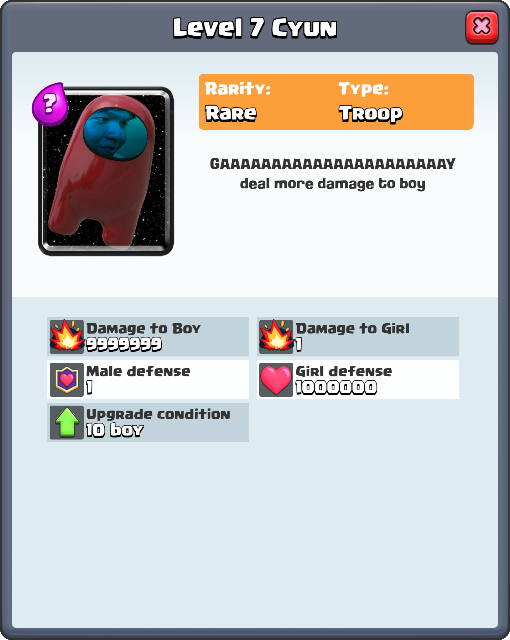 Level 7 Cyun
?
Rarity:
Rare
Type:
Troop
GAAAAAAAAAAAAAAAAAAAAAAY
deal more damage to boy
Damage to Boy
9999999
Damage to Girl
1
Male defense
1
Girl defense
1000000
Upgrade condition
10 boy